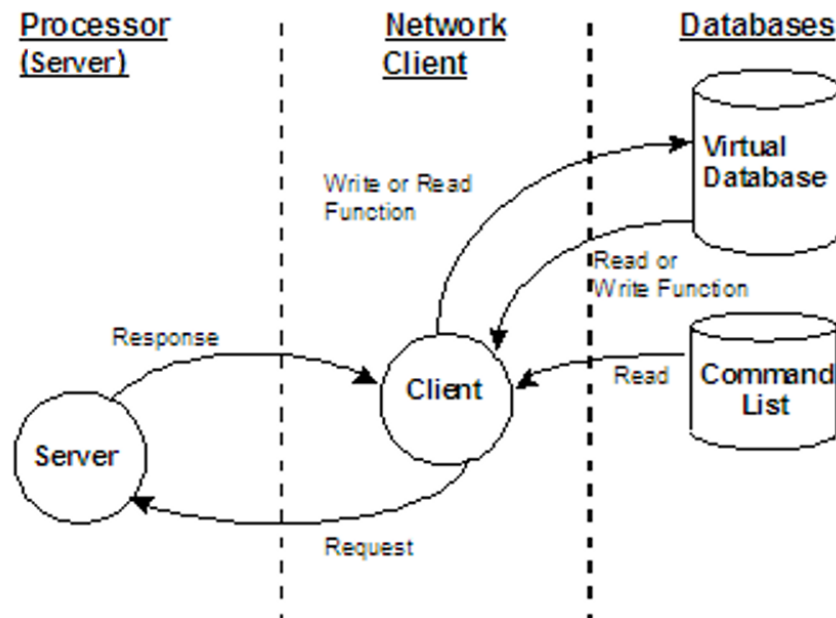 Processor
(Server)
Network
Client
Databases
Virtual
Database
Write or Read
Function
Read or
Write Function
Response
Client
Read
Command
List
Server
Request